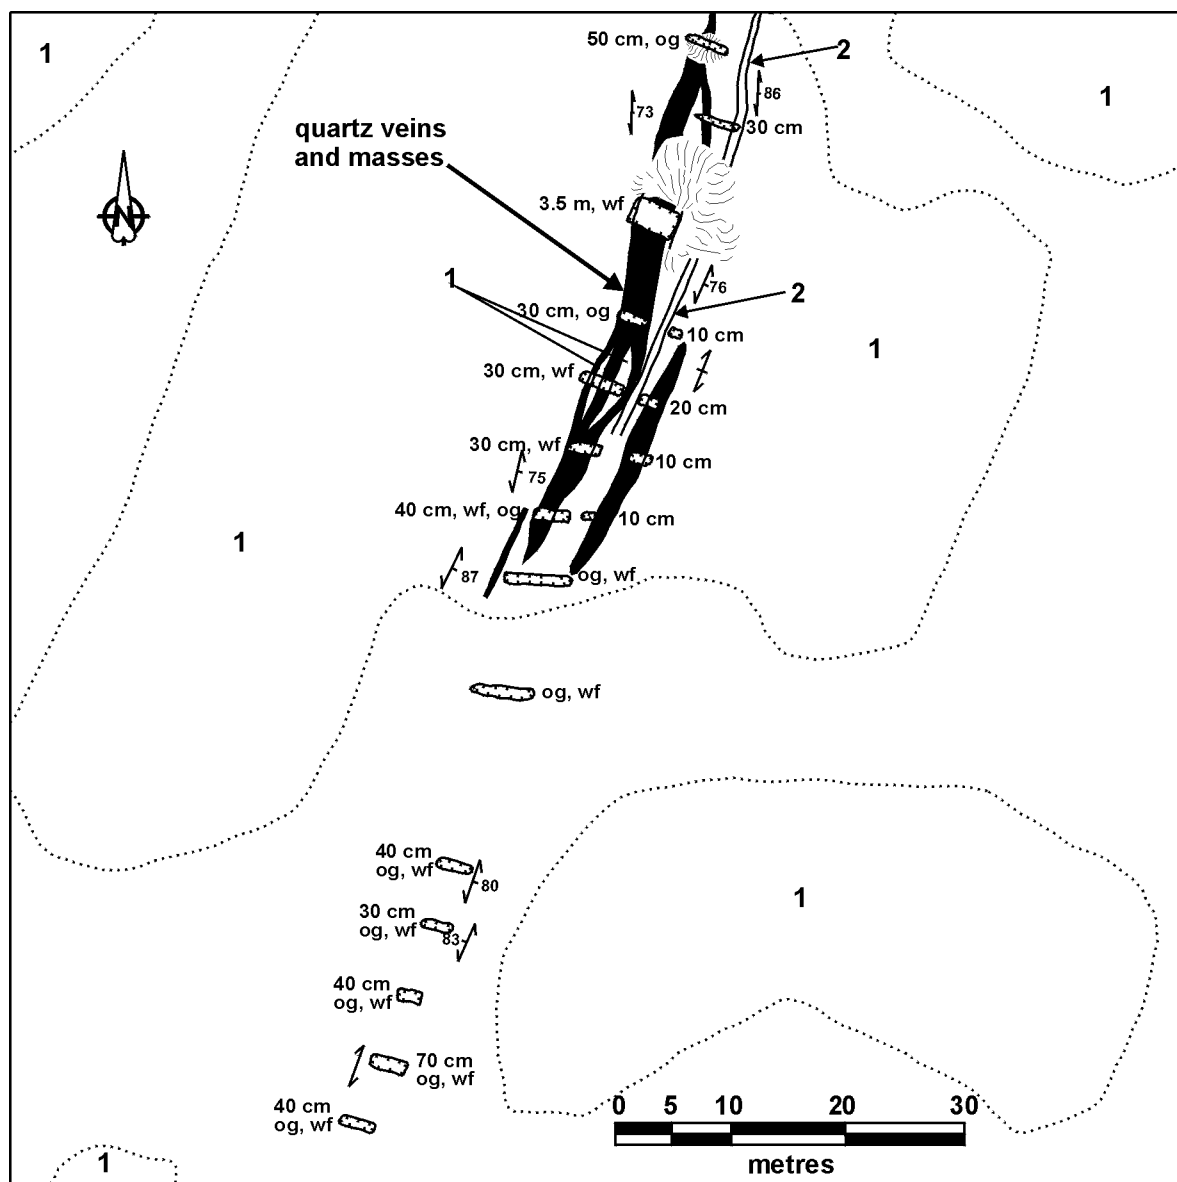 50 cm, og
2
1
1
86
73
30 cm
quartz veins
and masses
3.5 m, wf
N
76
1
2
30 cm, og
10 cm
1
30 cm, wf
20 cm
30 cm, wf
10 cm
75
40 cm, wf, og
10 cm
1
87
og, wf
og, wf
40 cm
og, wf
80
1
30 cm
og, wf
83
40 cm
og, wf
70 cm
og, wf
40 cm
og, wf
0 5 10 20 30
metres
1